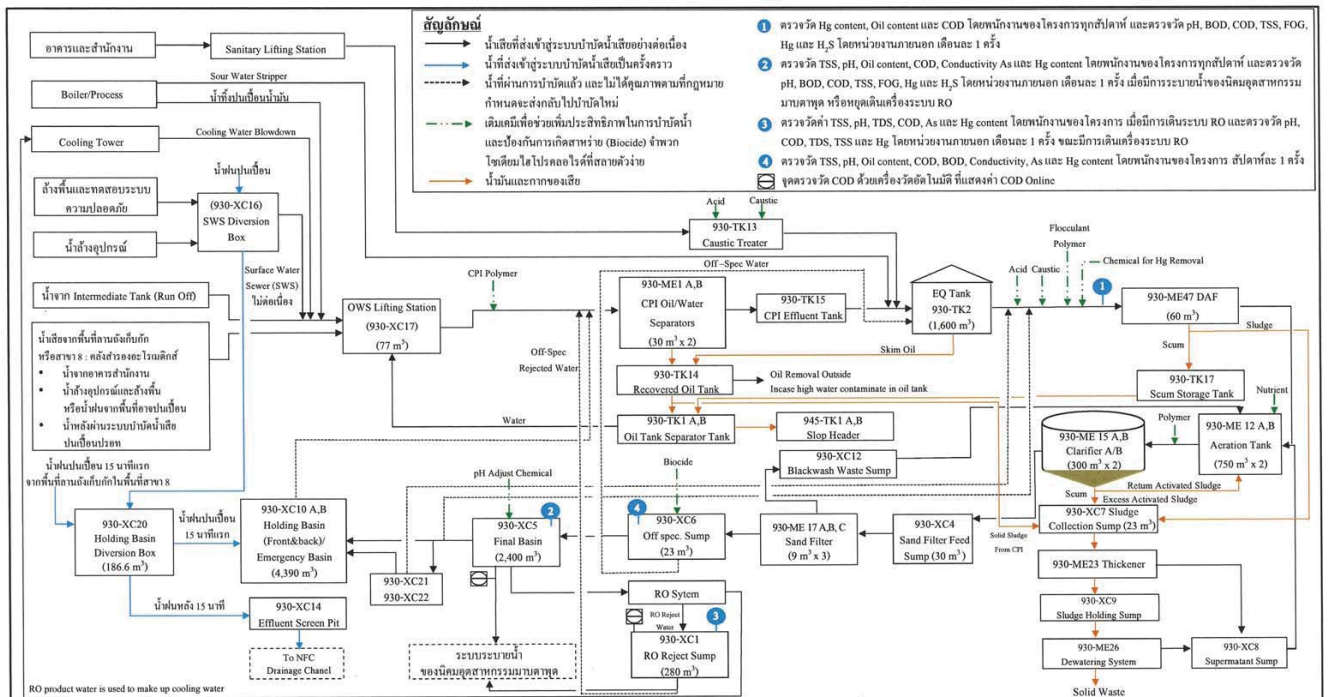 สัญลักษณ์
น้ำเสียที่ส่งเข้าสู่ระบบบำบัดน้ำเสียอย่างต่อเนื่อง
น้ำที่ส่งเข้าสู่ระบบบำบัดน้ำเสียเป็นครั้งคราว
น้ำที่ผ่านการบำบัดแล้ว และไม่ได้คุณภาพตามที่กฎหมาย
กำหนดจะส่งกลับไปบำบัดใหม่
เติมเคมีเพื่อช่วยเพิ่มประสิทธิภาพในการบำบัดน้ำ
และป้องกันการเกิดสาหร่าย (Biocide) จำพวก
โซเดียมไฮโปรคลอไรด์ที่สลายตัวง่าย
น้ำมันและกากของเสีย
1 ตรวจวัด Hg content, Oil content และ COD โดยพนักงานของโครงการทุกสัปดาห์ และตรวจวัด pH, BOD, COD, TSS, FOG,
Hg และ H2S โดยหน่วยงานภายนอก เดือนละ 1 ครั้ง
2 ตรวจวัด TSS, pH, Oil content, COD, Conductivity As และ Hg content โดยพนักงานของโครงการทุกสัปดาห์ และตรวจวัด
pH, BOD, COD, TSS, FOG, Hg และ H2S โดยหน่วยงานภายนอก เดือนละ 1 ครั้ง เมื่อมีการระบายน้ำของนิคมอุตสาหกรรม
มาบตาพุด หรือหยุดเดินเครื่องระบบ RO
3 ตรวจวัดค่า TSS, pH, TDS, COD, As และ Hg content โดยพนักงานของโครงการ เมื่อมีการเดินระบบ RO และตรวจวัด pH,
COD, TDS, TSS และ Hg โดยหน่วยงานภายนอก เดือนละ 1 ครั้ง ขณะมีการเดินเครื่องระบบ RO
4 ตรวจวัด TSS, pH, Oil content, COD, BOD, Conductivity, As และ Hg content โดยพนักงานของโครงการ สัปดาห์ละ 1 ครั้ง
จุดตรวจวัด COD ด้วยเครื่องวัดอัตโนมัติ ที่แสดงค่า COD Online
อาคารและสำนักงาน
Sanitary Lifting Station
Boiler/Process
Sour Water Stripper
น้ำทิ้งปนเปื้อนน้ำมัน
Cooling Tower
Cooling Water Blowdown
น้ำฝนปนเปื้อน
ล้างพื้นและทดสอบระบบ
ความปลอดภัย
น้ำล้างอุปกรณ์
(930-XC16)
SWS Diversion
Box
Surface Water
Sewer (SWS)
ไม่ต่อเนื่อง
น้ำจาก Intermediate Tank (Run Off)
น้ำเสียจากพื้นที่ลานถังเก็บกัก
หรือสาขา 8 : คลังสำรองอะโรเมติกส์
• น้ำจากอาคารสำนักงาน
• น้ำล้างอุปกรณ์และล้างพื้น
หรือน้ำฝนจากพื้นที่อาจปนเปื้อน
• น้ำหลังผ่านระบบบำบัดน้ำเสีย
ปนเปื้อนปรอท
OWS Lifting Station
(930-XC17)
(77 m3)
CPI Polymer
Off-Spec
Rejected Water
Water
Acid
Caustic
930-TK13
Caustic Treater
Off –Spec Water
930-ME1 A,B
CPI Oil/Water
Separators
(30 m3 x 2)
930-TK15
CPI Effluent Tank
EQ Tank
930-TK2
(1,600 m3)
Skim Oil
930-TK14
Recovered Oil Tank
Oil Removal Outside
Incase high water contaminate in oil tank
930-TK1 A,B
Oil Tank Separator Tank
945-TK1 A,B
Slop Header
Flocculant
Polymer
Acid
Caustic
Chemical for Hg Removal
1
930-ME47 DAF
(60 m3)
Sludge
Scum
930-TK17
Scum Storage Tank
Nutrient
930-ME 12 A,B
Aeration Tank
(750 m3 x 2)
Polymer
930-ME 15 A,B
Clarifier A/B
(300 m3 x 2)
Return Activated Sludge
Scum
Excess Activated Sludge
930-XC7 Sludge
Collection Sump (23 m3)
Solid Sludge
From CPI
930-ME23 Thickener
930-XC9
Sludge Holding Sump
930-ME26
Dewatering System
930-XC8
Supernatant Sump
Solid Waste
930-XC12
Blackwash Waste Sump
930-XC4
Sand Filter Feed
Sump (30 m3)
930-ME 17 A,B, C
Sand Filter
(9 m3 x 3)
Biocide
4
930-XC6
Off spec. Sump
(23 m3)
pH Adjust Chemical
2
930-XC5
Final Basin
(2,400 m3)
930-XC21
930-XC22
RO Sytem
RO Reject
Water
3
930-XC1
RO Reject Sump
(280 m3)
ระบบระบายน้ำ
ของนิคมอุตสาหกรรมมาบตาพุด
น้ำฝนปนเปื้อน 15 นาทีแรก
จากพื้นที่ลานถังเก็บกักในพื้นที่สาขา 8
930-XC20
Holding Basin
Diversion Box
(186.6 m3)
น้ำฝนปนเปื้อน
15 นาทีแรก
930-XC10 A,B
Holding Basin
(Front&back)/
Emergency Basin
(4,390 m3)
น้ำฝนหลัง 15 นาที
930-XC14
Effluent Screen Pit
To NFC
Drainage Chanel
RO product water is used to make up cooling water